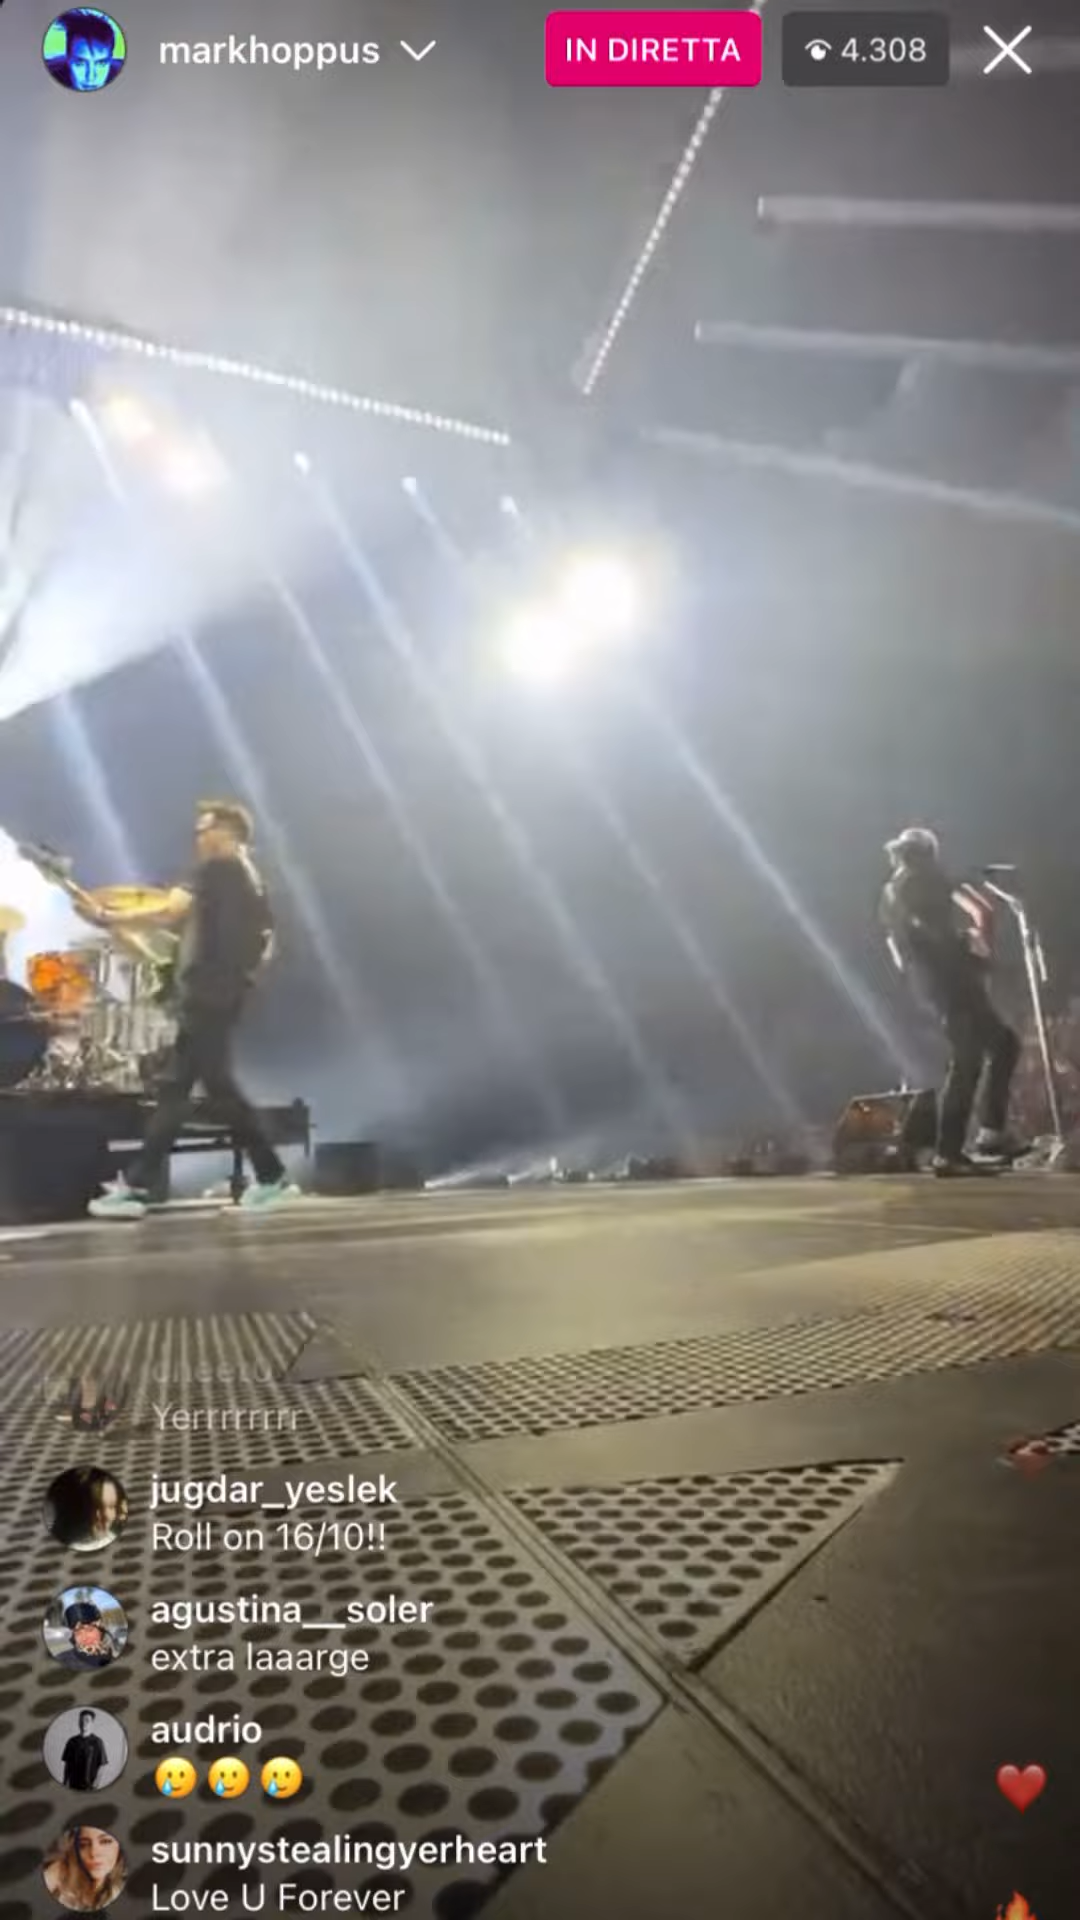 markhoppus
IN DIRETTA
4.308
Yerrrrrrrr
jugdar_yeslek
Roll on 16/10!!
agustina__soler
extra laaarge
audrio
🥲🥲🥲
sunnystealingyerheart
Love U Forever